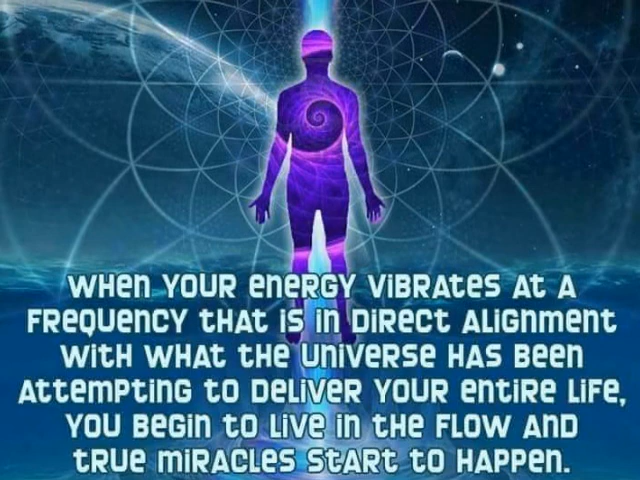 WHEN YOUR ENERGY VIBRATES AT A
FREQUENCY THAT IS IN DIRECT ALIGNMENT
WITH WHAT THE UNIVERSE HAS BEEN
ATTEMPTING TO DELIVER YOUR ENTIRE LIFE,
YOU BEGIN TO LIVE IN THE FLOW AND
TRUE MIRACLES START TO HAPPEN.